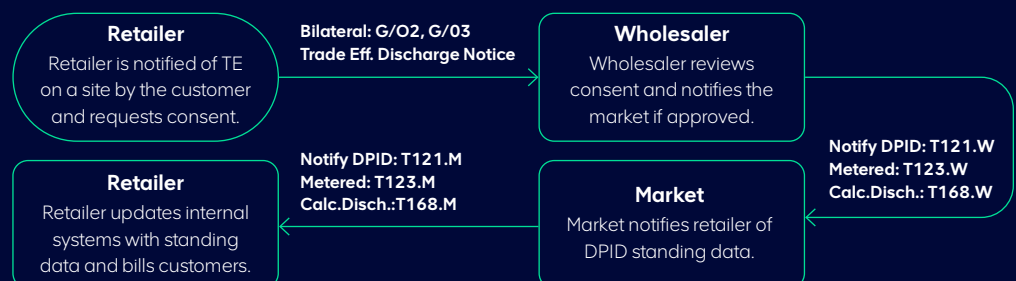 Retailer
Retailer is notified of TE
on a site by the customer
and requests consent.
Bilateral: G/O2, G/03
Trade Eff. Discharge Notice
Wholesaler
Wholesaler reviews
consent and notifies the
market if approved.
Notify DPID: T121.W
Metered: T123.W
Calc.Disch.: T168.W
Market
Market notifies retailer of
DPID standing data.
Notify DPID: T121.M
Metered: T123.M
Calc.Disch.:T168.M
Retailer
Retailer updates internal
systems with standing
data and bills customers.